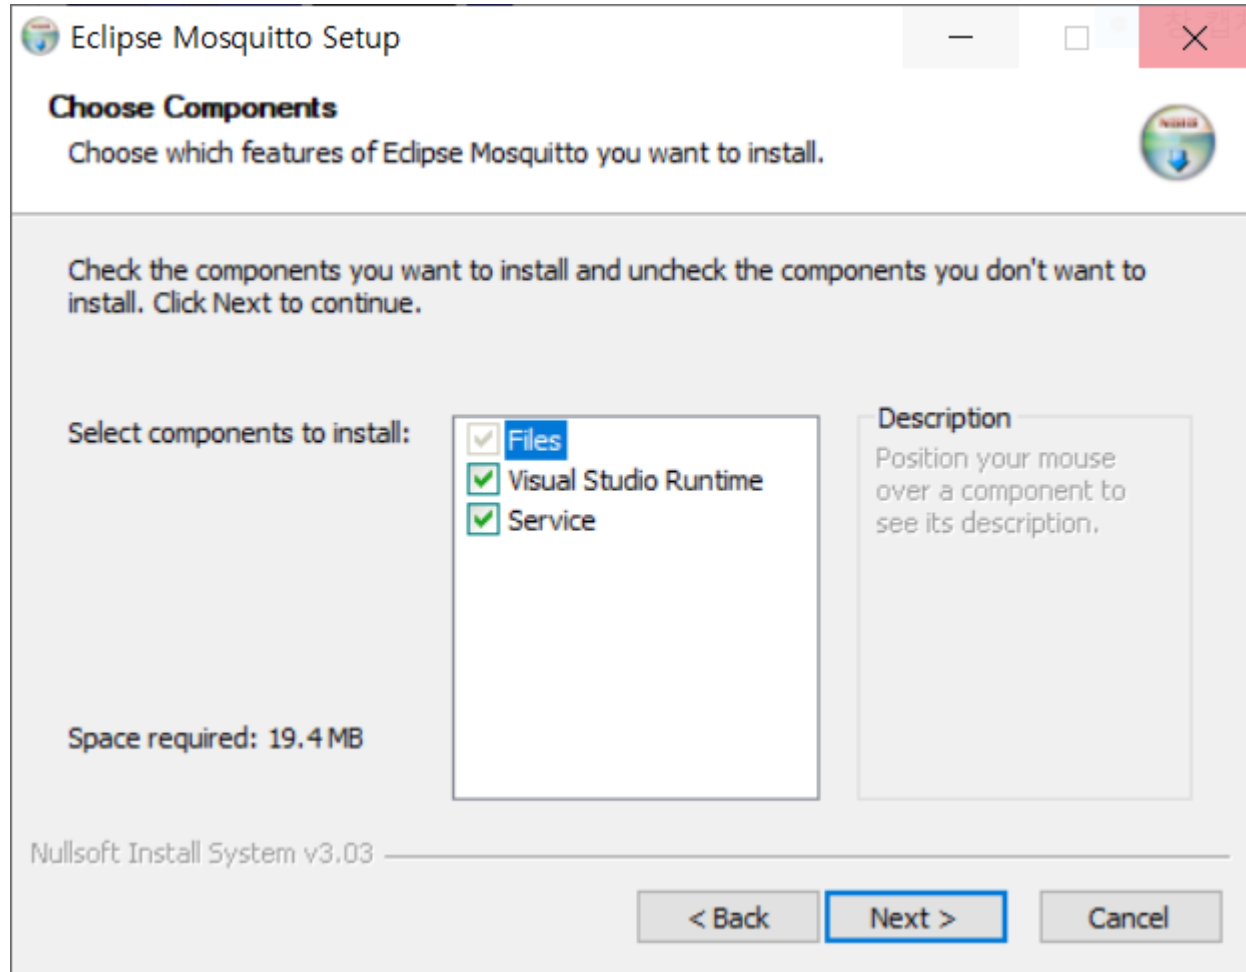 Eclipse Mosquitto Setup
Choose Components
Choose which features of Eclipse Mosquitto you want to install.
Check the components you want to install and uncheck the components you don't want to
install. Click Next to continue.
Select components to install:
Files
Visual Studio Runtime
Service
Description
Position your mouse
over a component to
see its description.
Space required: 19.4 MB
Nullsoft Install System v3.03
< Back
Next >
Cancel